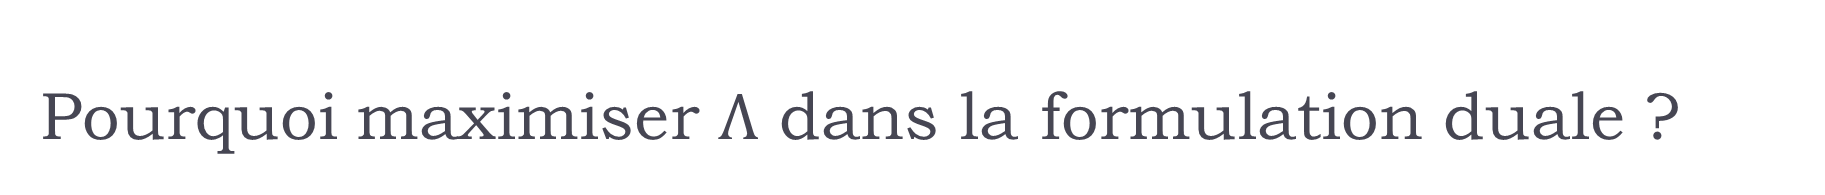 Pourquoi maximiser Λ dans la formulation duale ?